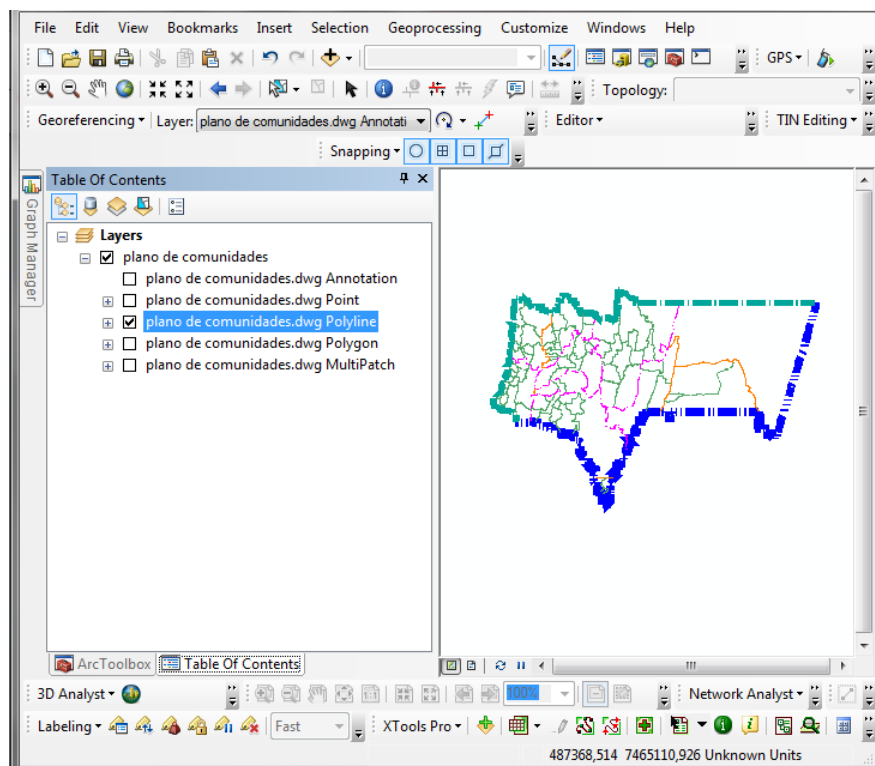 File Edit View Bookmarks Insert Selection Geoprocessing Customize Windows Help
GPS
Topology:
Georeferencing Layer: plano de comunidades.dwg Annotati Editor TIN Editing
Snapping
Graph Manager
Table Of Contents
Layers
plano de comunidades
plano de comunidades.dwg Annotation
plano de comunidades.dwg Point
plano de comunidades.dwg Polyline
plano de comunidades.dwg Polygon
plano de comunidades.dwg MultiPatch
ArcToolbox Table Of Contents
3D Analyst 1:1 100% Network Analyst
Labeling Fast XTools Pro
487368,514 7465110,926 Unknown Units